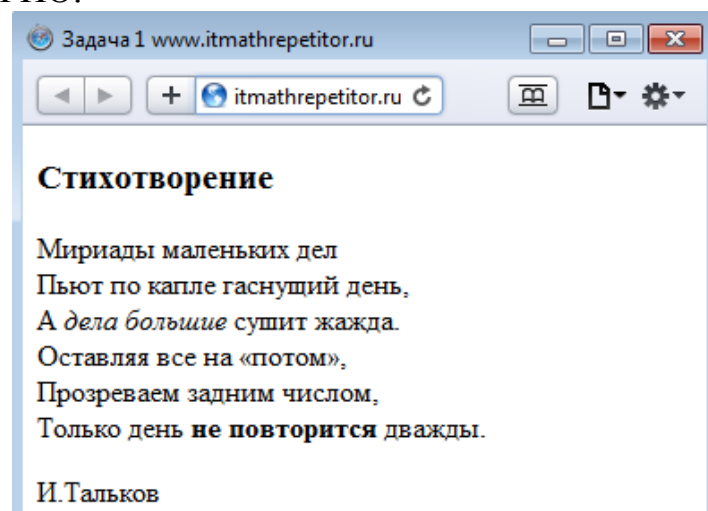 Задача 1 www.itmathrepetitor.ru
itmathrepetitor.ru
Стихотворение
Мириады маленьких дел
Пьют по капле гаснущий день,
А дела большие сушит жажда.
Оставляя все на «потом»,
Прозреваем задним числом,
Только день не повторится дважды.
И.Тальков